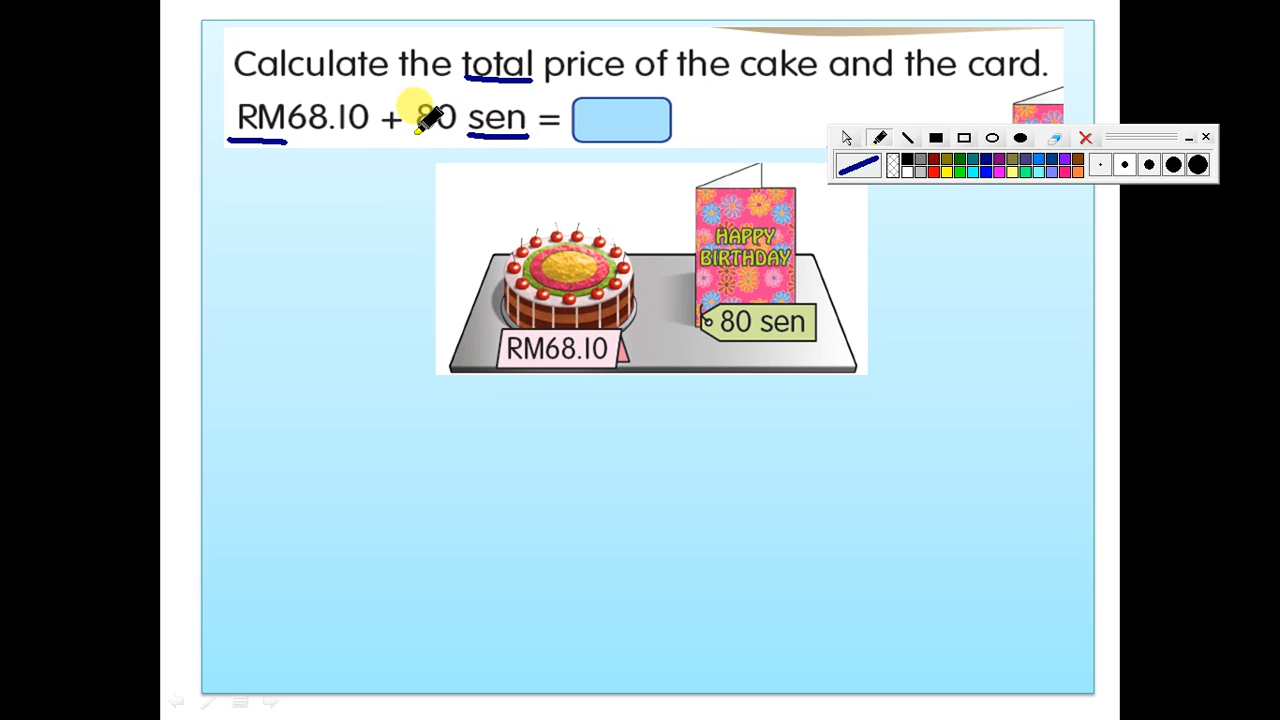 Calculate the total price of the cake and the card.
RM68.10 + 80 sen =
HAPPY
BIRTHDAY
80 sen
RM68.10